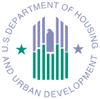 U.S. DEPARTMENT OF HOUSING
AND URBAN DEVELOPMENT